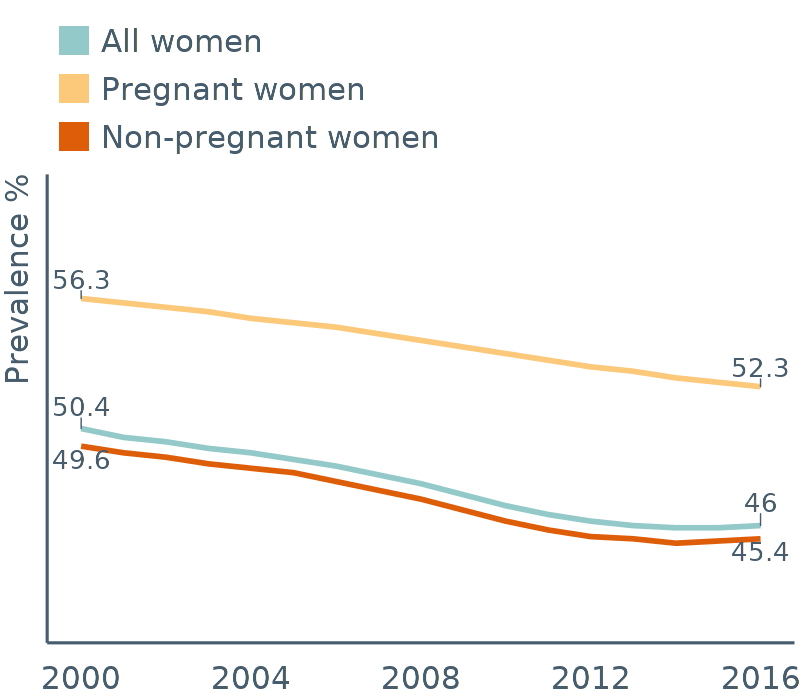 All women
Pregnant women
Non-pregnant women
Prevalence %
56.3
52.3
50.4
49.6
46
45.4
2000 2004 2008 2012 2016